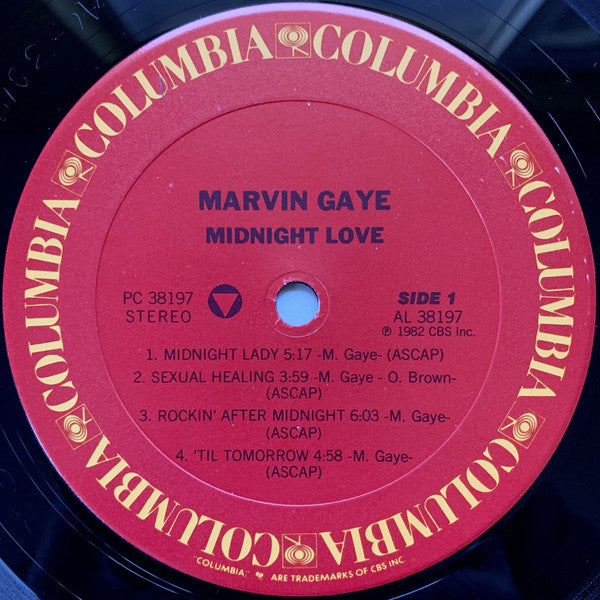 COLUMBIA COLUMBIA COLUMBIA COLUMBIA COLUMBIA COLUMBIA
MARVIN GAYE
MIDNIGHT LOVE
PC 38197
STEREO
SIDE 1
AL 38197
℗ 1982 CBS Inc.
1. MIDNIGHT LADY 5:17 -M. Gaye- (ASCAP)
2. SEXUAL HEALING 3:59 -M. Gaye - O. Brown-
(ASCAP)
3. ROCKIN' AFTER MIDNIGHT 6:03 -M. Gaye-
(ASCAP)
4. 'TIL TOMORROW 4:58 -M. Gaye-
(ASCAP)
"COLUMBIA," ARE TRADEMARKS OF CBS INC.